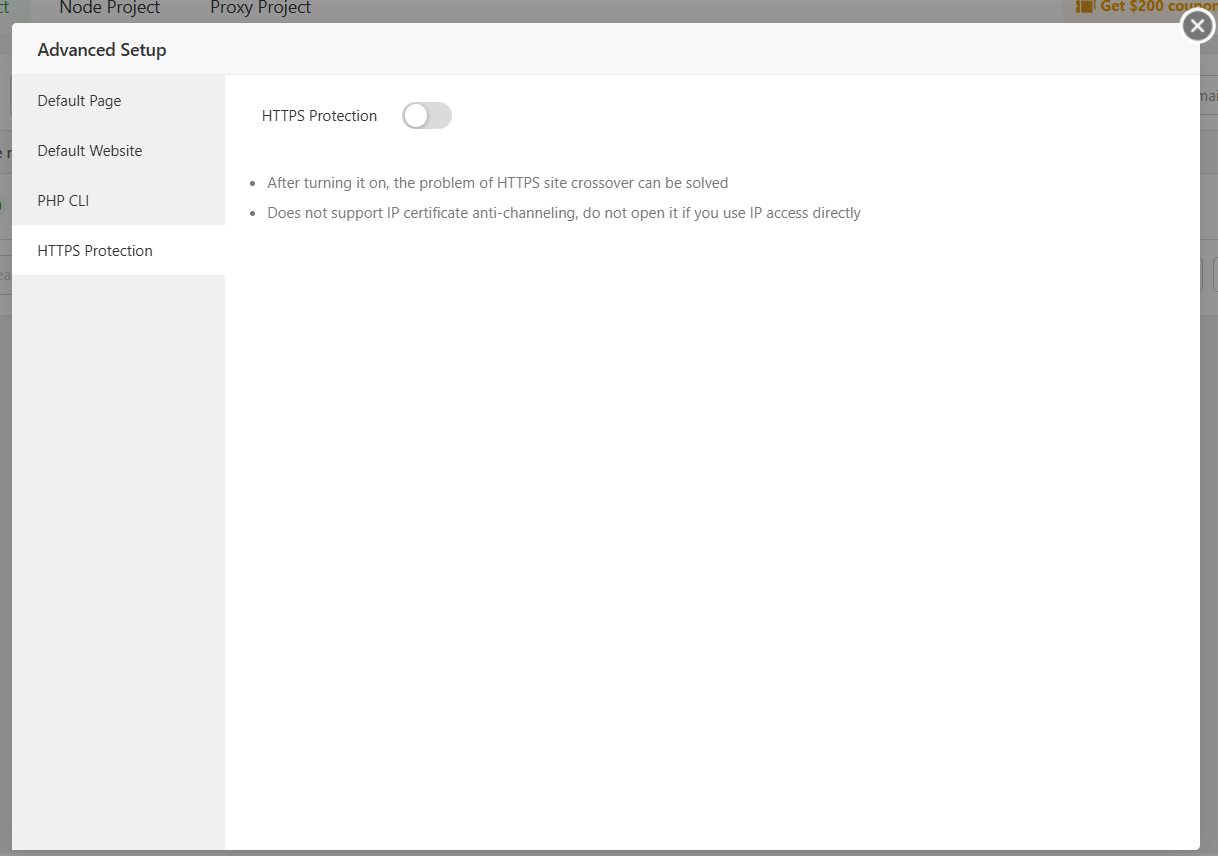 Node Project
Proxy Project
Get $200 coupon
Advanced Setup
Default Page
Default Website
PHP CLI
HTTPS Protection
HTTPS Protection
After turning it on, the problem of HTTPS site crossover can be solved
Does not support IP certificate anti-channeling, do not open it if you use IP access directly